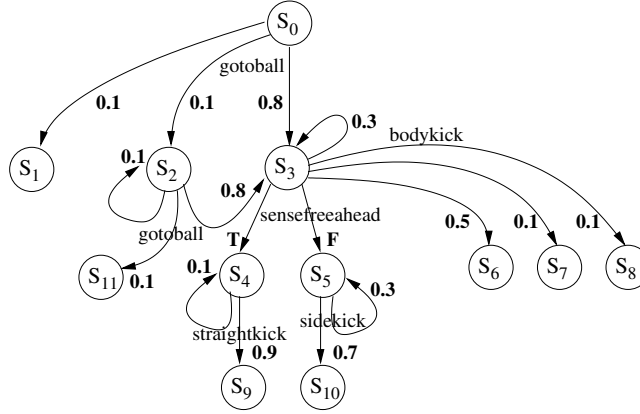 S0
gotoball
0.1
0.1
0.8
0.3
bodykick
S1
0.1
S2
S3
0.8
sensefreeahead
gotoball
T
F
0.5
0.1
0.1
S11
0.1
0.1
S4
S5
0.3
S6
S7
S8
straightkick
sidekick
0.9
0.7
S9
S10